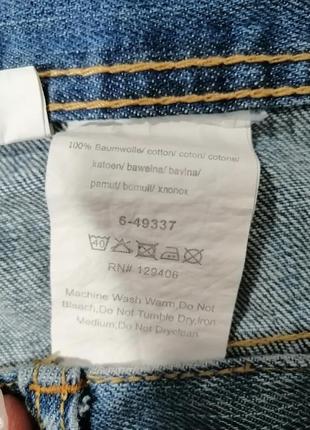 100% Baumwolle/ cotton/ coton/ cotone/
katoen/ bawelna/ bavlna/
pamut/ bomull/ хлопок
6-49337
40
RN# 129406
Machine Wash Warm,Do Not
Bleach,Do Not Tumble Dry,Iron
Medium,Do Not Dryclean